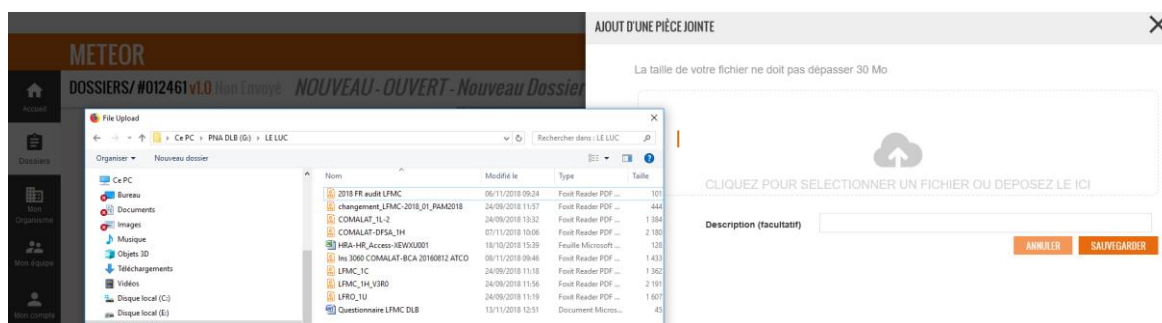 AJOUT D'UNE PIÈCE JOINTE
METEOR
DOSSIERS/ #012461 v1.0 Non Envoyé NOUVEAU - OUVERT - Nouveau Dossier
La taille de votre fichier ne doit pas dépasser 30 Mo
Accueil
Dossiers
Mon Organisme
Mon équipe
Mon compte
File Upload
Ce PC > PNA DLB (G:) > LE LUC
Rechercher dans : LE LUC
Organiser Nouveau dossier
Ce PC
Bureau
Documents
Images
Musique
Objets 3D
Téléchargements
Vidéos
Disque local (C:)
Disque local (E:)
Nom Modifié le Type Taille
2018 FR audit LFMC 06/11/2018 09:24 Foxit Reader PDF ... 101
changement_LFMC-2018_01_PAM2018 24/09/2018 11:57 Foxit Reader PDF ... 444
COMALAT_1L-2 24/09/2018 13:32 Foxit Reader PDF ... 1 384
COMALAT-DFSA_1H 07/11/2018 10:06 Foxit Reader PDF ... 2 180
HRA-HR_Access-XEWXU001 18/10/2018 15:39 Feuille Microsoft ... 128
Ins 3060 COMALAT-BCA 20160812 ATCO 08/11/2018 09:46 Foxit Reader PDF ... 1 433
LFMC_1C 24/09/2018 11:18 Foxit Reader PDF ... 1 362
LFMC_1H_V3R0 24/09/2018 11:56 Foxit Reader PDF ... 2 191
LFRO_1U 24/09/2018 11:19 Foxit Reader PDF ... 1 607
Questionnaire LFMC DLB 13/11/2018 12:51 Document Micros... 45
CLIQUEZ POUR SELECTIONNER UN FICHIER OU DEPOSEZ LE ICI
Description (facultatif)
ANNULER SAUVEGARDER